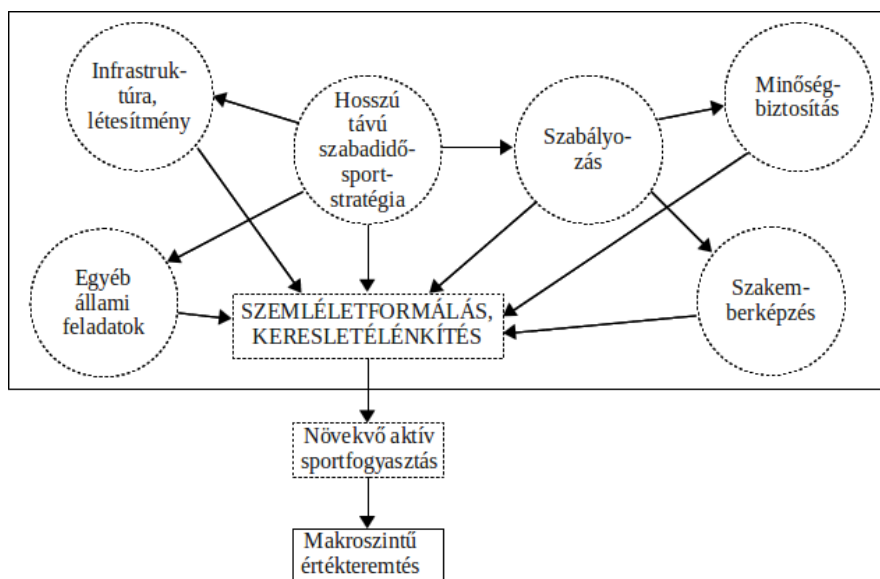 Infrastruk-
túra,
létesítmény
Hosszú
távú
szabadidő-
sport-
stratégia
Szabályo-
zás
Minőség-
biztosítás
Egyéb
állami
feladatok
SZEMLÉLETFORMÁLÁS,
KERESLETÉLÉNKÍTÉS
Szakem-
berképzés
Növekvő aktív
sportfogyasztás
Makroszintű
értékteremtés